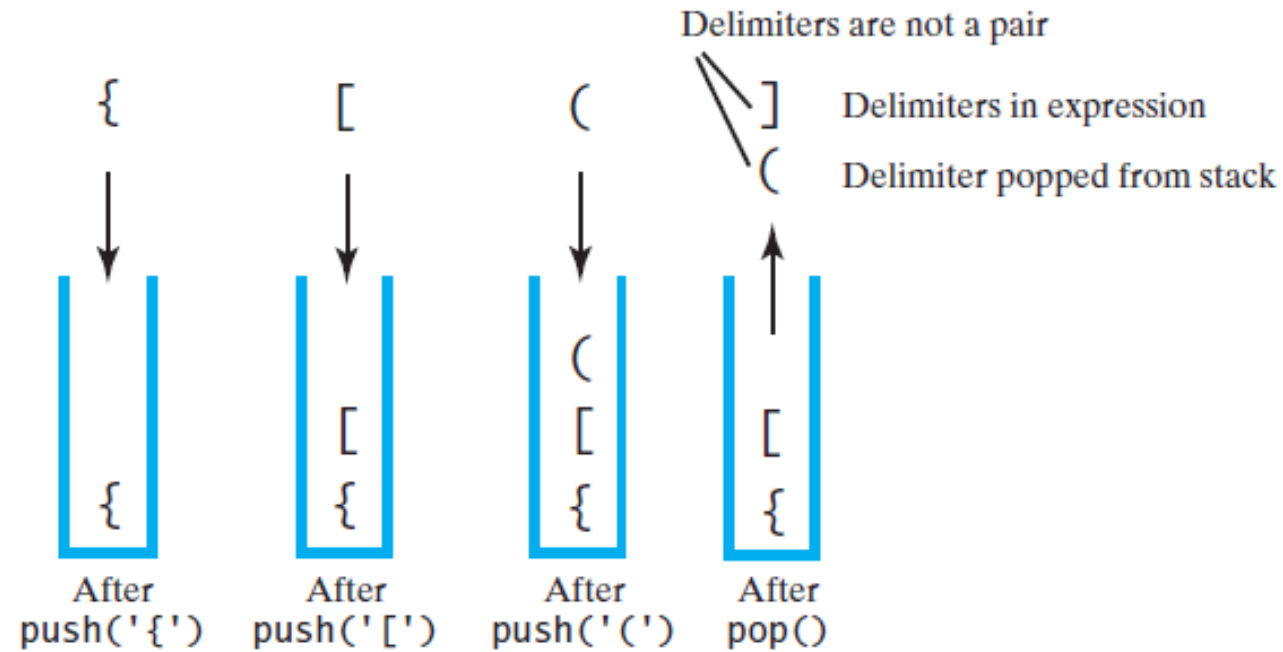 Delimiters are not a pair
{ [ ( ] Delimiters in expression
( Delimiter popped from stack
(
[ [ [
{ { { {
After After After After
push('{') push('[') push('(') pop()